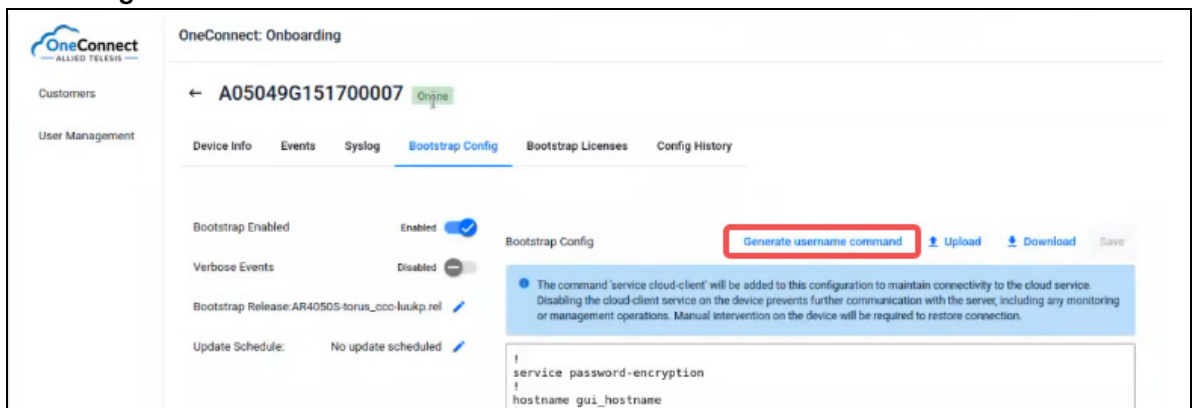 OneConnect
ALLIED TELESIS
OneConnect: Onboarding
Customers
User Management
← A05049G151700007 Online
Device Info Events Syslog Bootstrap Config Bootstrap Licenses Config History
Bootstrap Enabled Enabled
Verbose Events Disabled
Bootstrap Release:AR4050S-torus_ccc-luukp.rel
Update Schedule: No update scheduled
Bootstrap Config Generate username command Upload Download Save
The command 'service cloud-client' will be added to this configuration to maintain connectivity to the cloud service.
Disabling the cloud-client service on the device prevents further communication with the server, including any monitoring
or management operations. Manual intervention on the device will be required to restore connection.
!
service password-encryption
!
hostname gui_hostname